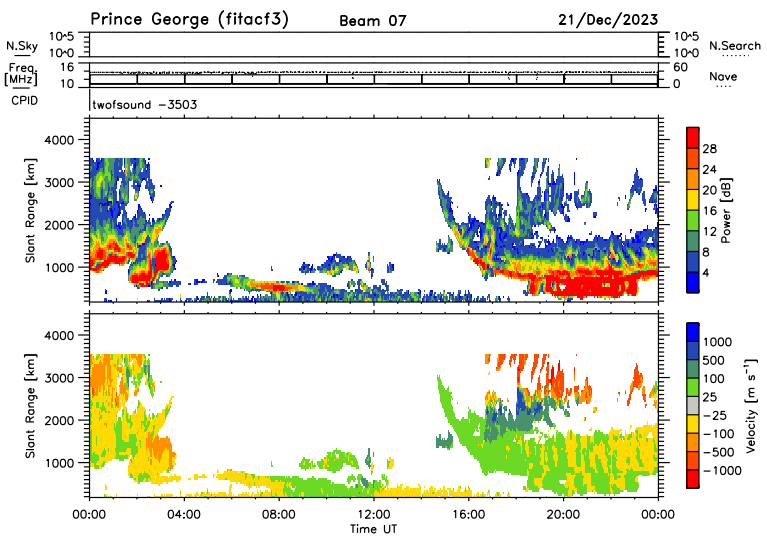 Prince George (fitacf3) Beam 07 21/Dec/2023
N.Sky 10^5 10^0 10^5 10^0 N.Search
Freq [MHz] 16 10 60 0 Nave
CPID twofsound −3503
Slant Range [km] 4000 3000 2000 1000
Power [dB] 28 24 20 16 12 8 4
Slant Range [km] 4000 3000 2000 1000
Velocity [m s⁻¹] 1000 500 100 25 −25 −100 −500 −1000
00:00 04:00 08:00 12:00 16:00 20:00 00:00
Time UT